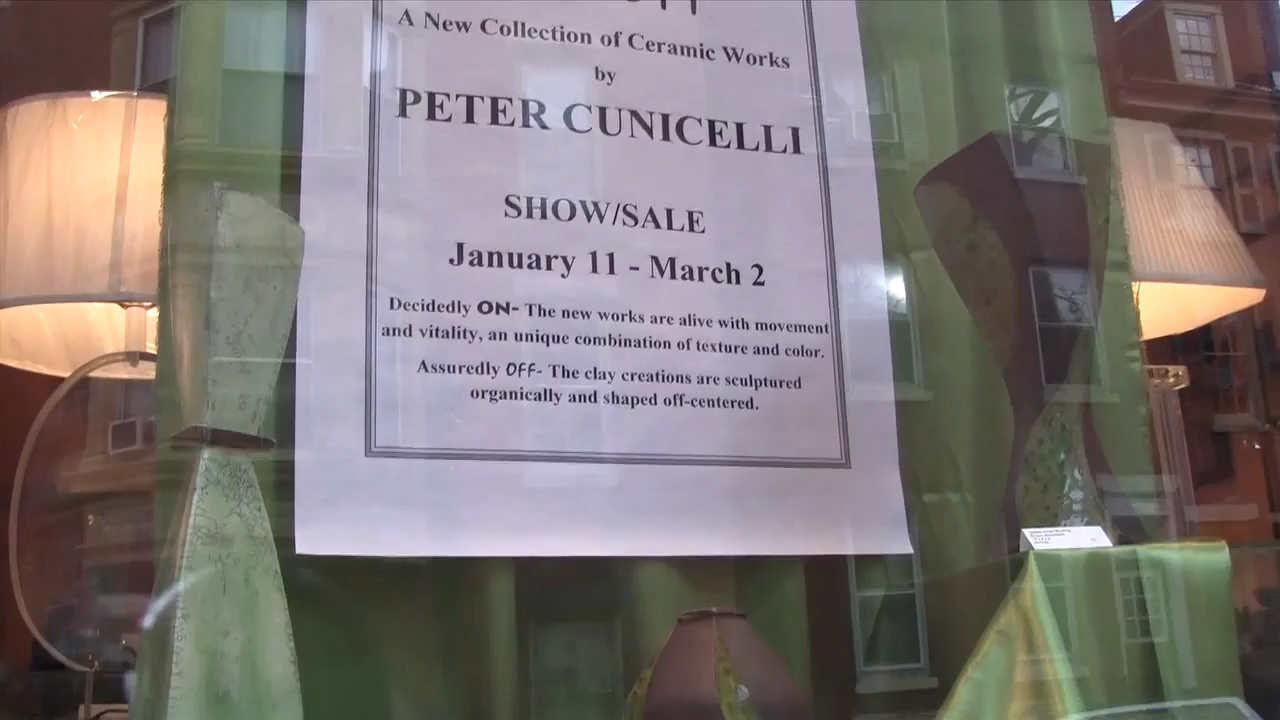 A New Collection of Ceramic Works
by
PETER CUNICELLI
SHOW/SALE
January 11 - March 2
Decidedly ON- The new works are alive with movement
and vitality, an unique combination of texture and color.
Assuredly OFF- The clay creations are sculptured
organically and shaped off-centered.